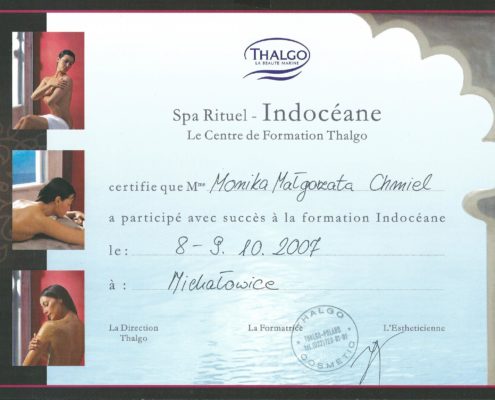 THALGO
LA BEAUTÉ MARINE
Spa Rituel - Indocéane
Le Centre de Formation Thalgo
certifie que Mme Monika Małgorzata Chmiel
a participé avec succès à la formation Indocéane
le : 8-9. 10. 2007
à : Michałowice
La Direction
Thalgo
La Formatrice
L'Estheticienne
THALGO
THALGO-POLAND
COSMETIC